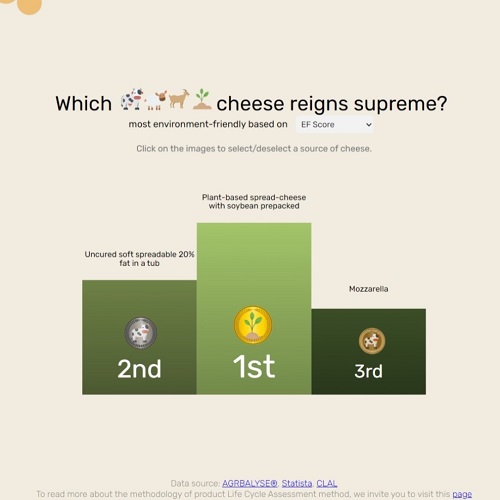 Which cheese reigns supreme?
most environment-friendly based on EF Score
Click on the images to select/deselect a source of cheese.
Plant-based spread-cheese
with soybean prepacked
Uncured soft spreadable 20%
fat in a tub
Mozzarella
2nd
1st
3rd
Data source: AGRBALYSE®, Statista, CLAL
To read more about the methodology of product Life Cycle Assessment method, we invite you to visit this page